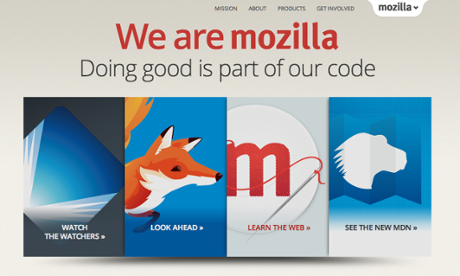 MISSION ABOUT PRODUCTS GET INVOLVED mozilla
We are mozilla
Doing good is part of our code
m
WATCH
THE WATCHERS »
LOOK AHEAD »
LEARN THE WEB »
SEE THE NEW MDN »